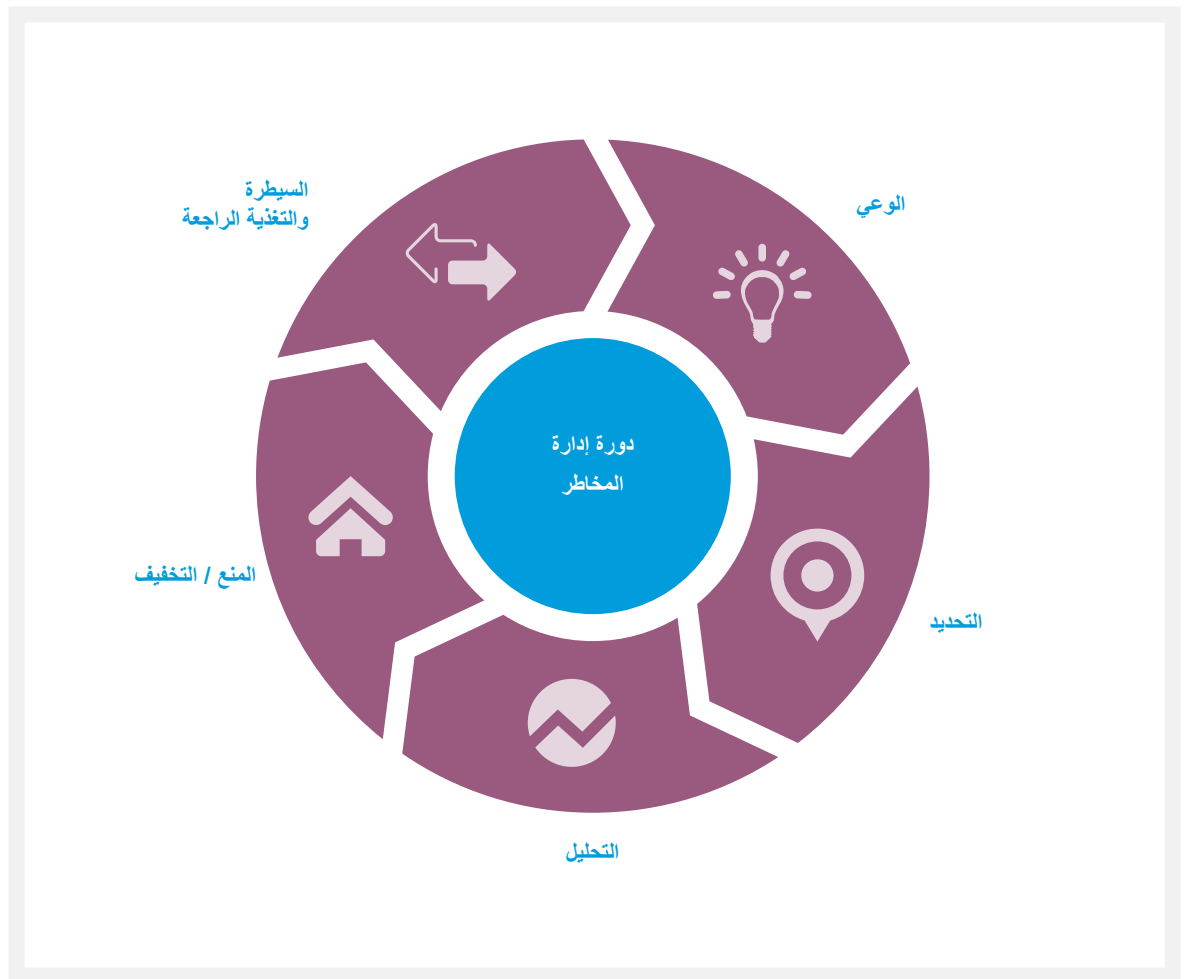 دورة إدارة
المخاطر
الوعي
التحديد
التحليل
المنع / التخفيف
السيطرة
والتغذية الراجعة